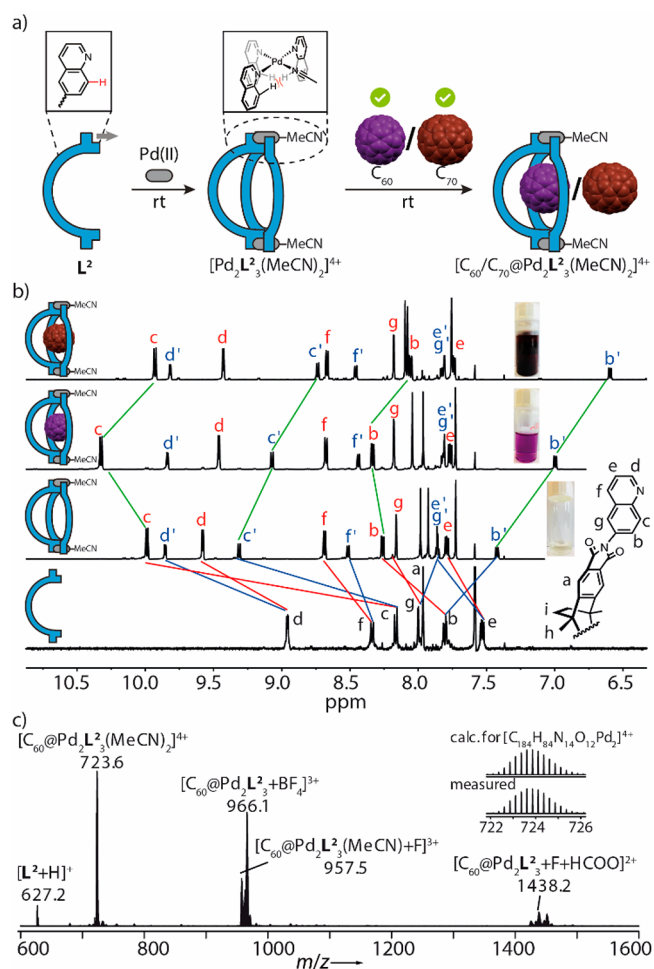 a)
N
H
N
N
Pd
N
N
H
H
H
MeCN
MeCN
Pd(II)
rt
C60
/
C70
rt
MeCN
/
MeCN
L²
[Pd2L²3(MeCN)2]4+
[C60/C70@Pd2L²3(MeCN)2]4+
b)
MeCN
MeCN
c
d'
d
c'
f
f'
g
b
e'
g'
e
b'
MeCN
MeCN
c
d'
d
c'
f
f'
b
g
e'
g'
e
b'
MeCN
MeCN
c
d'
d
c'
f
f'
b
g
e'
g'
e
b'
d
f
c
g
a
b
e
e
N
d
f
g
c
b
O
N
O
a
i
h
10.5
10.0
9.5
9.0
8.5
8.0
7.5
7.0
6.5
ppm
c)
[C60@Pd2L²3(MeCN)2]4+
723.6
[C60@Pd2L²3+BF4]3+
966.1
[C60@Pd2L²3(MeCN)+F]3+
957.5
[L²+H]+
627.2
calc.for [C184H84N14O12Pd2]4+
measured
722 724 726
[C60@Pd2L²3+F+HCOO]2+
1438.2
600 800 1000 1200 1400 1600
m/z